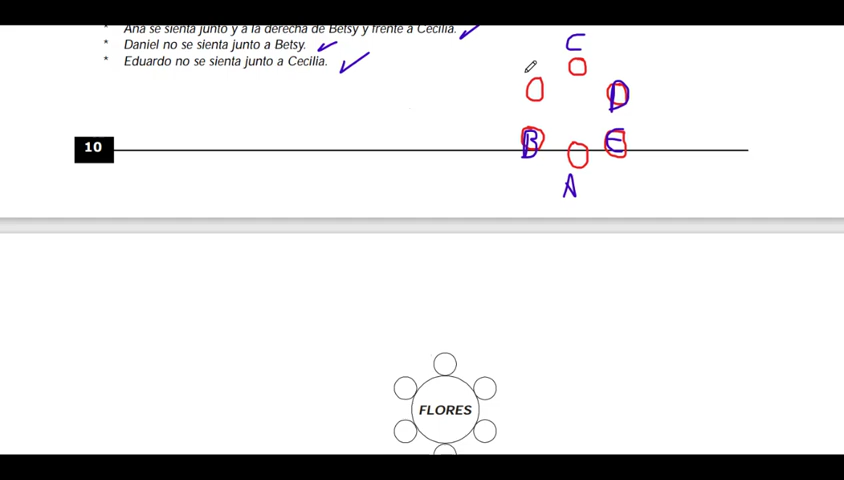 * Ana se sienta junto y a la derecha de Betsy y frente a Cecilia.
* Daniel no se sienta junto a Betsy.
* Eduardo no se sienta junto a Cecilia.
C
D
B
E
A
10
FLORES